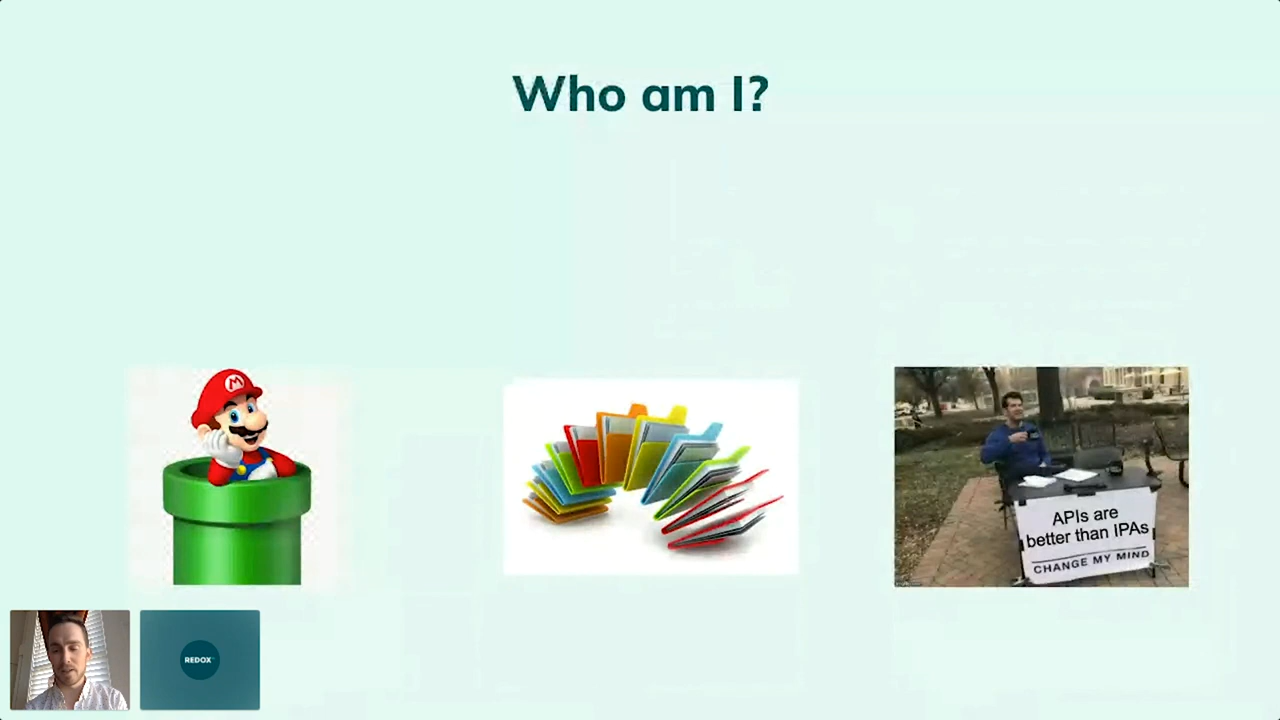 Who am I?
M
APIs are
better than IPAs
CHANGE MY MIND
REDOX